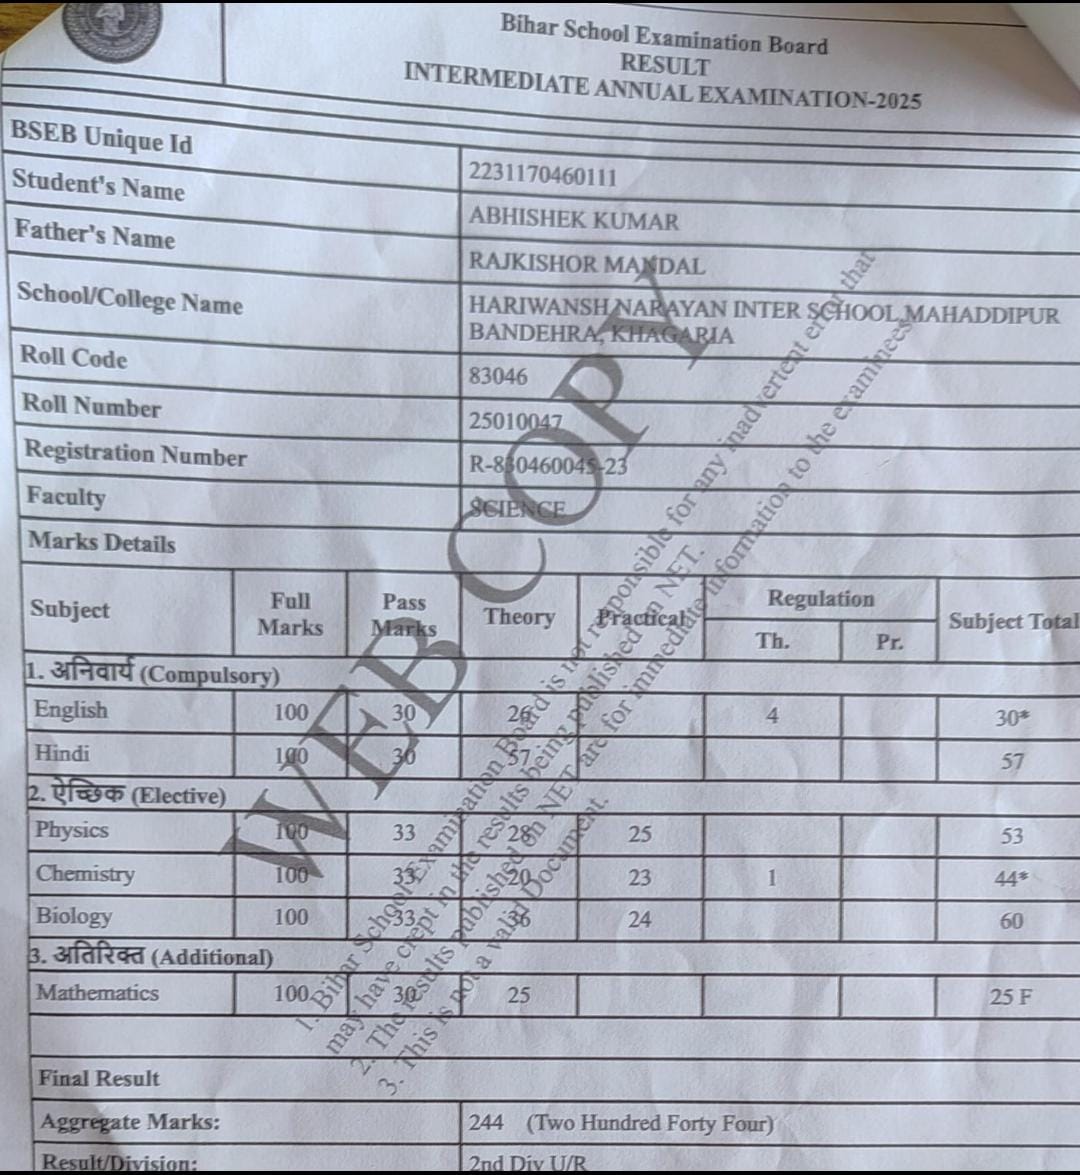 Bihar School Examination Board
RESULT
INTERMEDIATE ANNUAL EXAMINATION-2025
BSEB Unique Id 2231170460111
Student's Name ABHISHEK KUMAR
Father's Name RAJKISHOR MANDAL
School/College Name HARIWANSH NARAYAN INTER SCHOOL MAHADDIPUR
BANDEHRA, KHAGARIA
Roll Code 83046
Roll Number 25010047
Registration Number R-830460045-23
Faculty SCIENCE
Marks Details
Subject Full Marks Pass Marks Theory Practical Regulation Subject Total
Th. Pr.
1. अनिवार्य (Compulsory)
English 100 30 26 4 30*
Hindi 100 30 57 57
2. ऐच्छिक (Elective)
Physics 100 33 28 25 53
Chemistry 100 33 20 23 1 44*
Biology 100 33 36 24 60
3. अतिरिक्त (Additional)
Mathematics 100 30 25 25 F
Final Result
Aggregate Marks: 244 (Two Hundred Forty Four)
Result/Division: 2nd Div U/R
WEB COPY
1. Bihar School Examination Board is not responsible for any inadvertent error that
may have crept in the results being published on NET.
2. The results published on NET are for immediate information to the examinees.
3. This is not a valid Document.